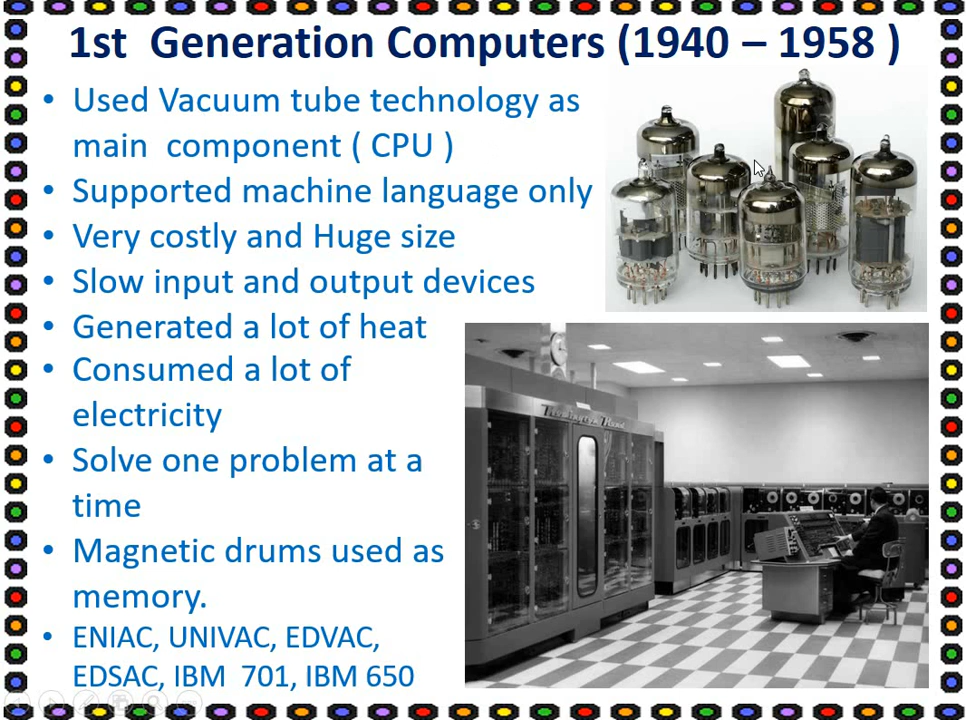 1st Generation Computers (1940 – 1958 )
• Used Vacuum tube technology as
main component ( CPU )
• Supported machine language only
• Very costly and Huge size
• Slow input and output devices
• Generated a lot of heat
• Consumed a lot of
electricity
• Solve one problem at a
time
• Magnetic drums used as
memory.
• ENIAC, UNIVAC, EDVAC,
EDSAC, IBM 701, IBM 650